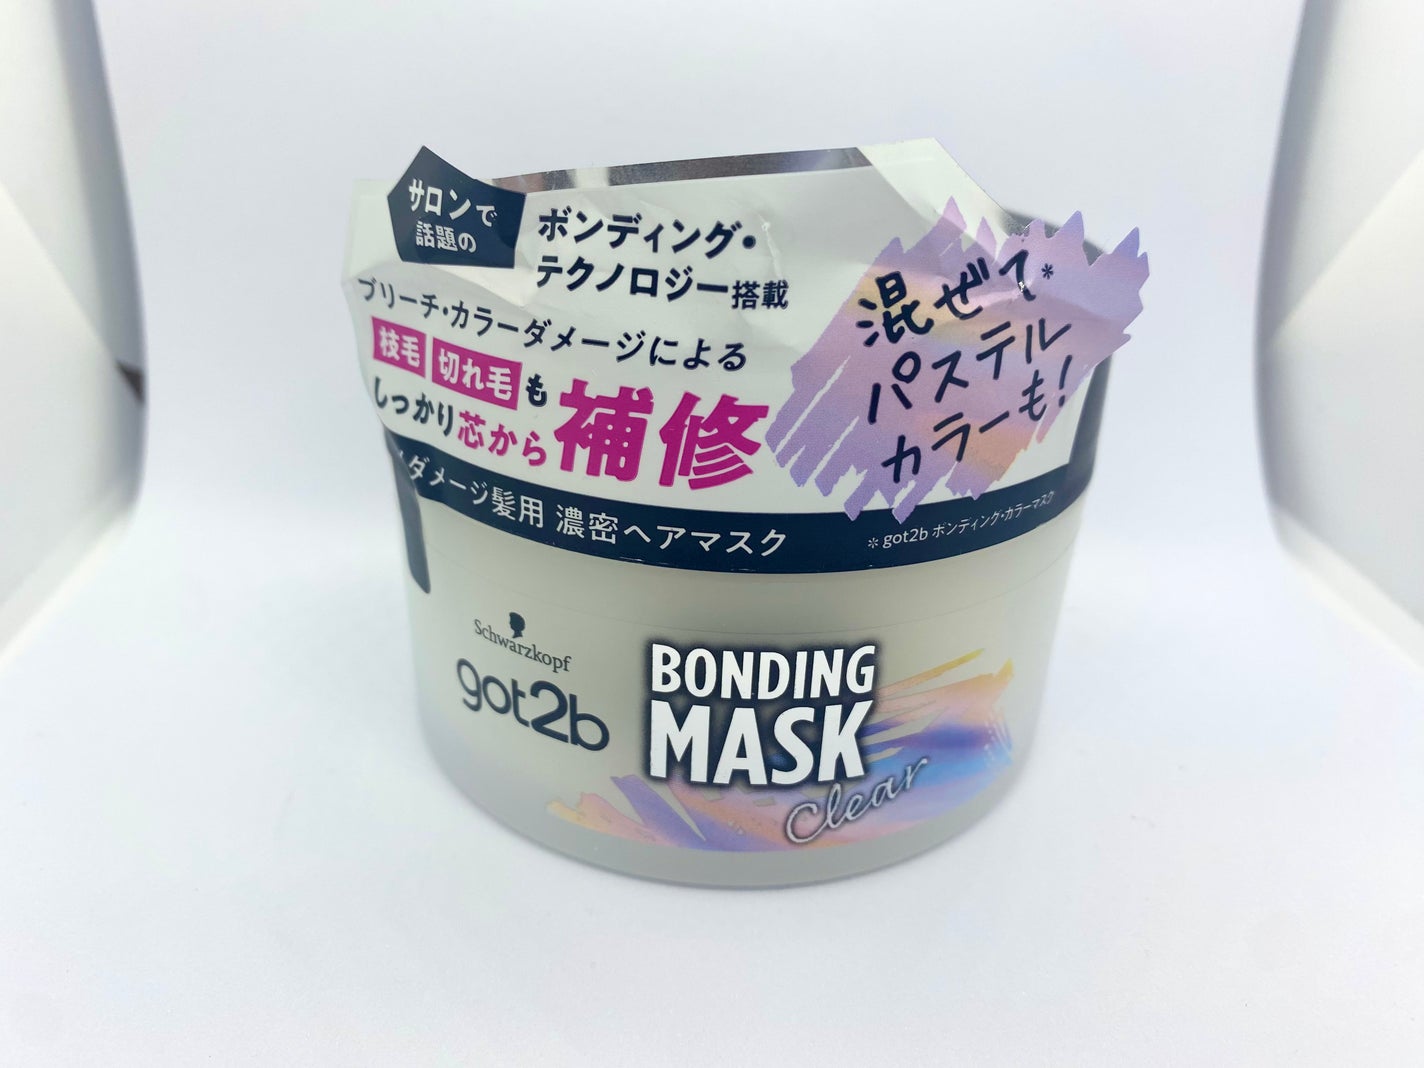 サロンで
話題の
ボンディング・
テクノロジー搭載
ブリーチ・カラーダメージによる
枝毛 切れ毛も
しっかり芯から補修
混ぜて*
パステル
カラーも!
ダメージ髪用 濃密ヘアマスク
※ got2b ボンディング・カラーマスク
Schwarzkopf
got2b
BONDING
MASK
Clear